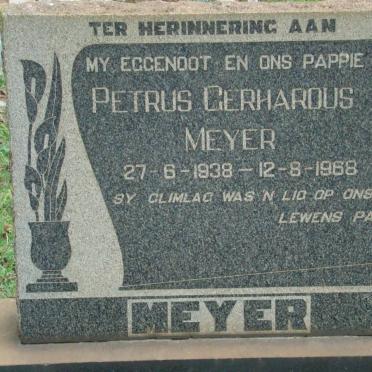 TER HERINNERING AAN
MY EGGENOOT EN ONS PAPPIE
PETRUS GERHARDUS
MEYER
27-6-1938 - 12-8-1968
SY GLIMLAG WAS 'N LIG OP ONS
LEWENS
MEYER